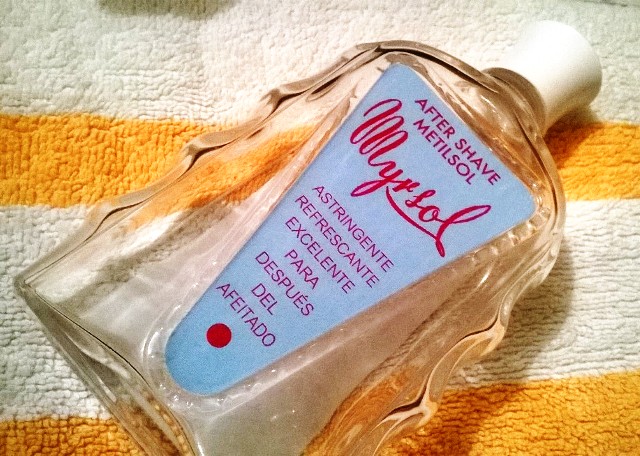 AFTER SHAVE
METILSOL
Myrsol
ASTRINGENTE
REFRESCANTE
EXCELENTE
PARA
DESPUÉS
DEL
AFEITADO